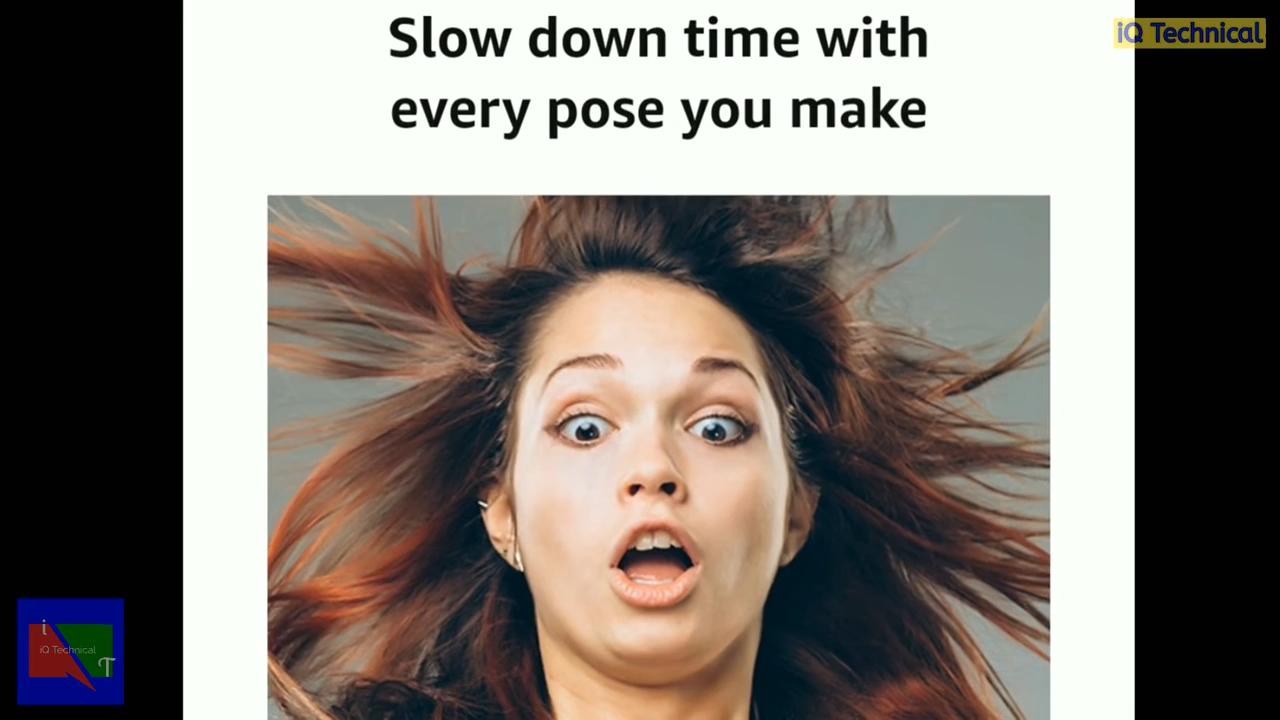 Slow down time with
every pose you make
iQ Technical
i
iQ Technical
T